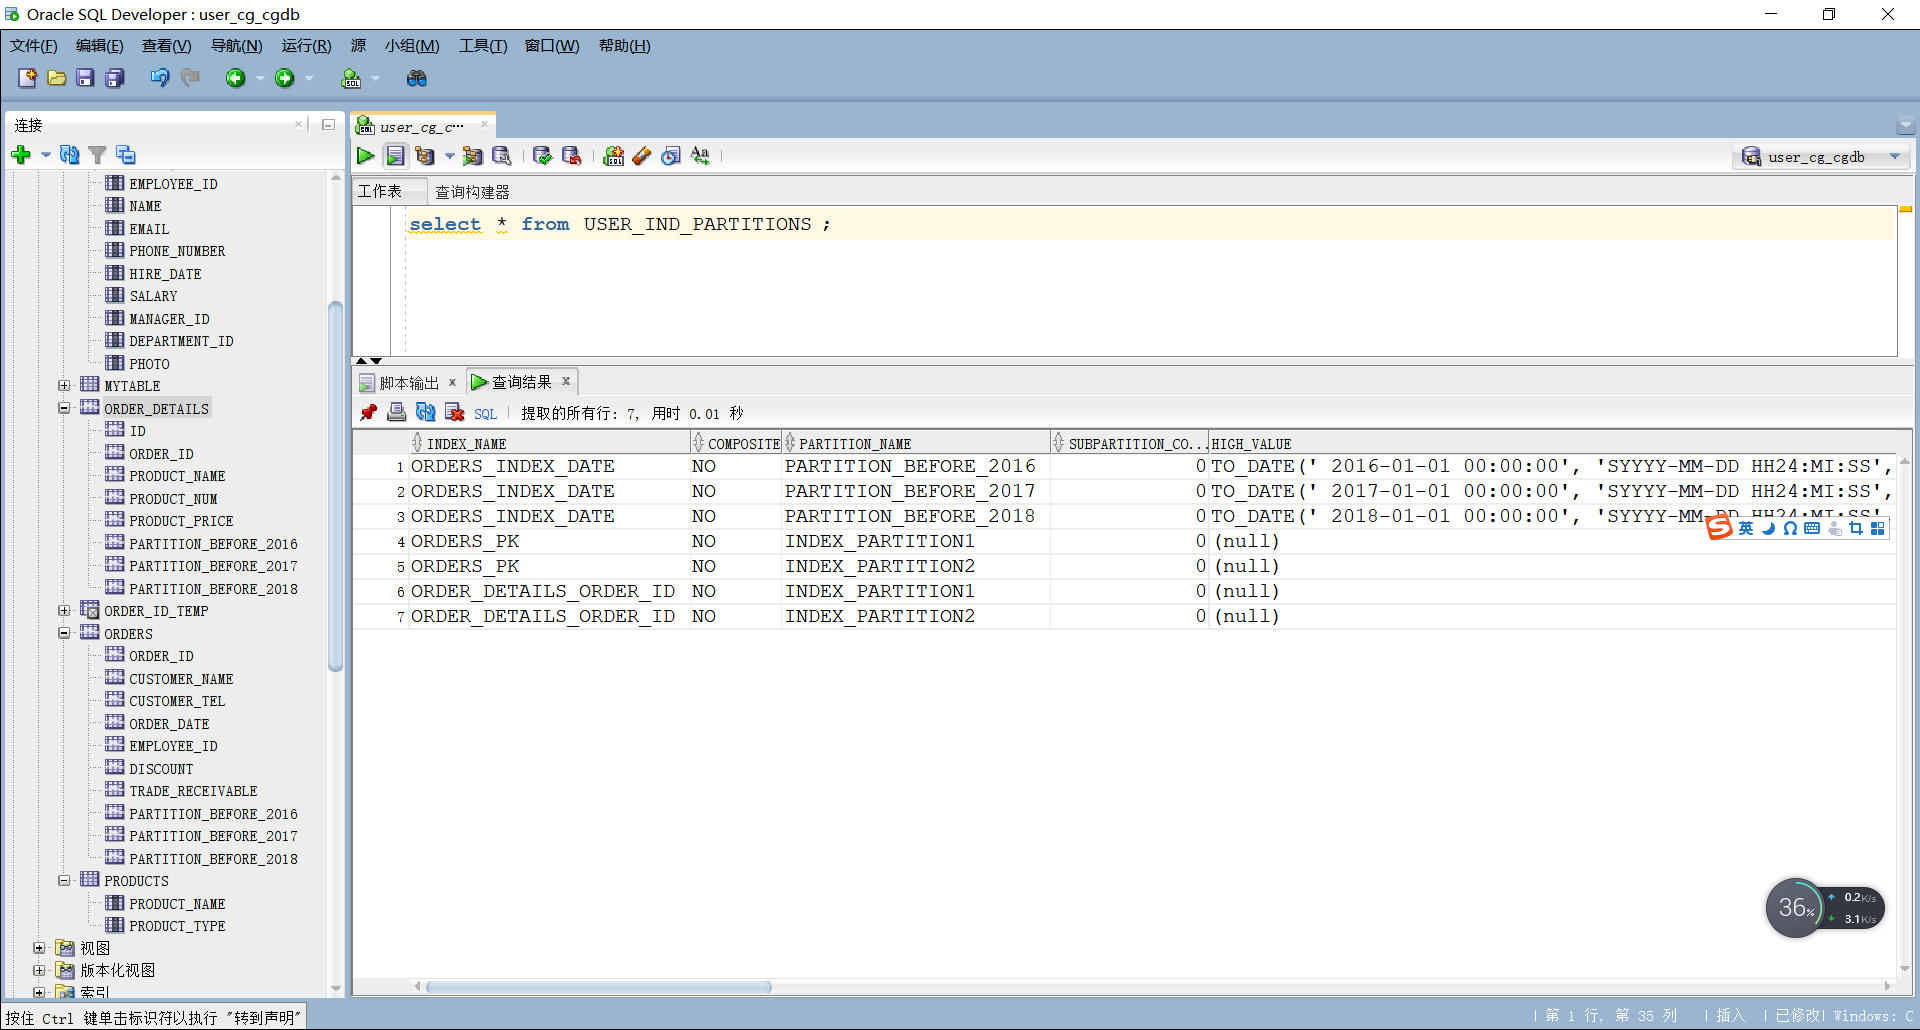 Oracle SQL Developer : user_cg_cgdb
文件(F) 编辑(E) 查看(V) 导航(N) 运行(R) 源 小组(M) 工具(T) 窗口(W) 帮助(H)
连接
EMPLOYEE_ID
NAME
EMAIL
PHONE_NUMBER
HIRE_DATE
SALARY
MANAGER_ID
DEPARTMENT_ID
PHOTO
MYTABLE
ORDER_DETAILS
ID
ORDER_ID
PRODUCT_NAME
PRODUCT_NUM
PRODUCT_PRICE
PARTITION_BEFORE_2016
PARTITION_BEFORE_2017
PARTITION_BEFORE_2018
ORDER_ID_TEMP
ORDERS
ORDER_ID
CUSTOMER_NAME
CUSTOMER_TEL
ORDER_DATE
EMPLOYEE_ID
DISCOUNT
TRADE_RECEIVABLE
PARTITION_BEFORE_2016
PARTITION_BEFORE_2017
PARTITION_BEFORE_2018
PRODUCTS
PRODUCT_NAME
PRODUCT_TYPE
视图
版本化视图
索引
user_cg_c…
user_cg_cgdb
工作表 查询构建器
select * from USER_IND_PARTITIONS ;
脚本输出 查询结果
SQL 提取的所有行: 7, 用时 0.01 秒
INDEX_NAME COMPOSITE PARTITION_NAME SUBPARTITION_CO... HIGH_VALUE
1 ORDERS_INDEX_DATE NO PARTITION_BEFORE_2016 0 TO_DATE(' 2016-01-01 00:00:00', 'SYYYY-MM-DD HH24:MI:SS',
2 ORDERS_INDEX_DATE NO PARTITION_BEFORE_2017 0 TO_DATE(' 2017-01-01 00:00:00', 'SYYYY-MM-DD HH24:MI:SS',
3 ORDERS_INDEX_DATE NO PARTITION_BEFORE_2018 0 TO_DATE(' 2018-01-01 00:00:00', 'SYYYY-MM-DD HH24:MI:SS',
4 ORDERS_PK NO INDEX_PARTITION1 0 (null)
5 ORDERS_PK NO INDEX_PARTITION2 0 (null)
6 ORDER_DETAILS_ORDER_ID NO INDEX_PARTITION1 0 (null)
7 ORDER_DETAILS_ORDER_ID NO INDEX_PARTITION2 0 (null)
英
36% 0.2K/s
3.1K/s
按住 Ctrl 键单击标识符以执行 "转到声明"
第 1 行, 第 35 列 插入 已修改 Windows: C